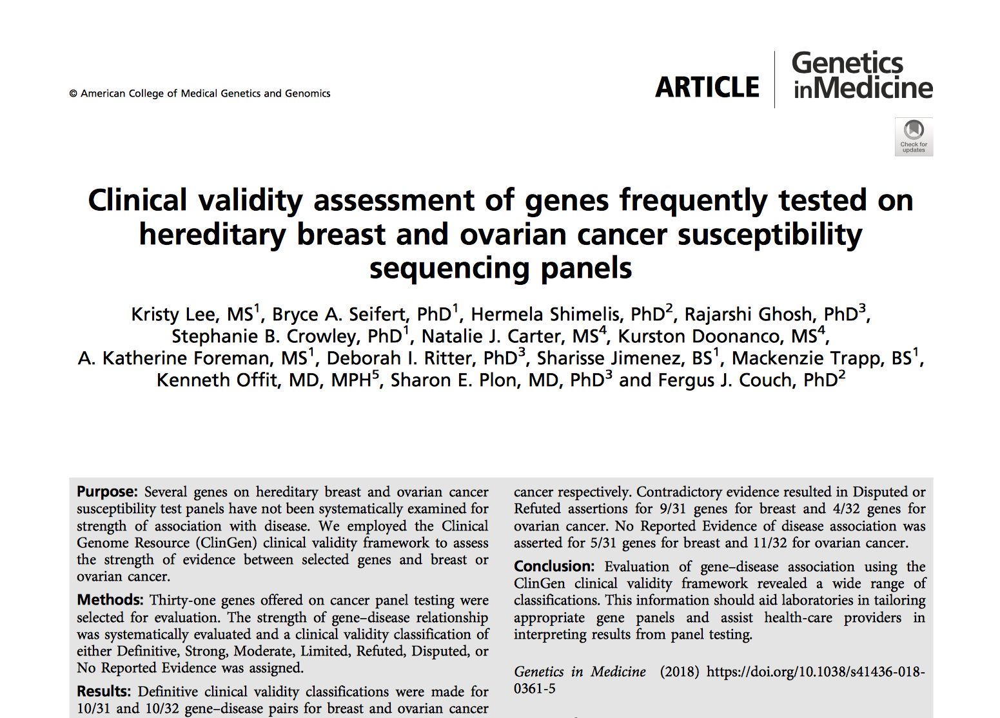 © American College of Medical Genetics and Genomics
ARTICLE
Genetics
inMedicine
Check for
updates
Clinical validity assessment of genes frequently tested on
hereditary breast and ovarian cancer susceptibility
sequencing panels
Kristy Lee, MS1, Bryce A. Seifert, PhD1, Hermela Shimelis, PhD2, Rajarshi Ghosh, PhD3,
Stephanie B. Crowley, PhD1, Natalie J. Carter, MS4, Kurston Doonanco, MS4,
A. Katherine Foreman, MS1, Deborah I. Ritter, PhD3, Sharisse Jimenez, BS1, Mackenzie Trapp, BS1,
Kenneth Offit, MD, MPH5, Sharon E. Plon, MD, PhD3 and Fergus J. Couch, PhD2
Purpose: Several genes on hereditary breast and ovarian cancer
susceptibility test panels have not been systematically examined for
strength of association with disease. We employed the Clinical
Genome Resource (ClinGen) clinical validity framework to assess
the strength of evidence between selected genes and breast or
ovarian cancer.
Methods: Thirty-one genes offered on cancer panel testing were
selected for evaluation. The strength of gene–disease relationship
was systematically evaluated and a clinical validity classification of
either Definitive, Strong, Moderate, Limited, Refuted, Disputed, or
No Reported Evidence was assigned.
Results: Definitive clinical validity classifications were made for
10/31 and 10/32 gene–disease pairs for breast and ovarian cancer
cancer respectively. Contradictory evidence resulted in Disputed or
Refuted assertions for 9/31 genes for breast and 4/32 genes for
ovarian cancer. No Reported Evidence of disease association was
asserted for 5/31 genes for breast and 11/32 for ovarian cancer.
Conclusion: Evaluation of gene–disease association using the
ClinGen clinical validity framework revealed a wide range of
classifications. This information should aid laboratories in tailoring
appropriate gene panels and assist health-care providers in
interpreting results from panel testing.
Genetics in Medicine (2018) https://doi.org/10.1038/s41436-018-
0361-5